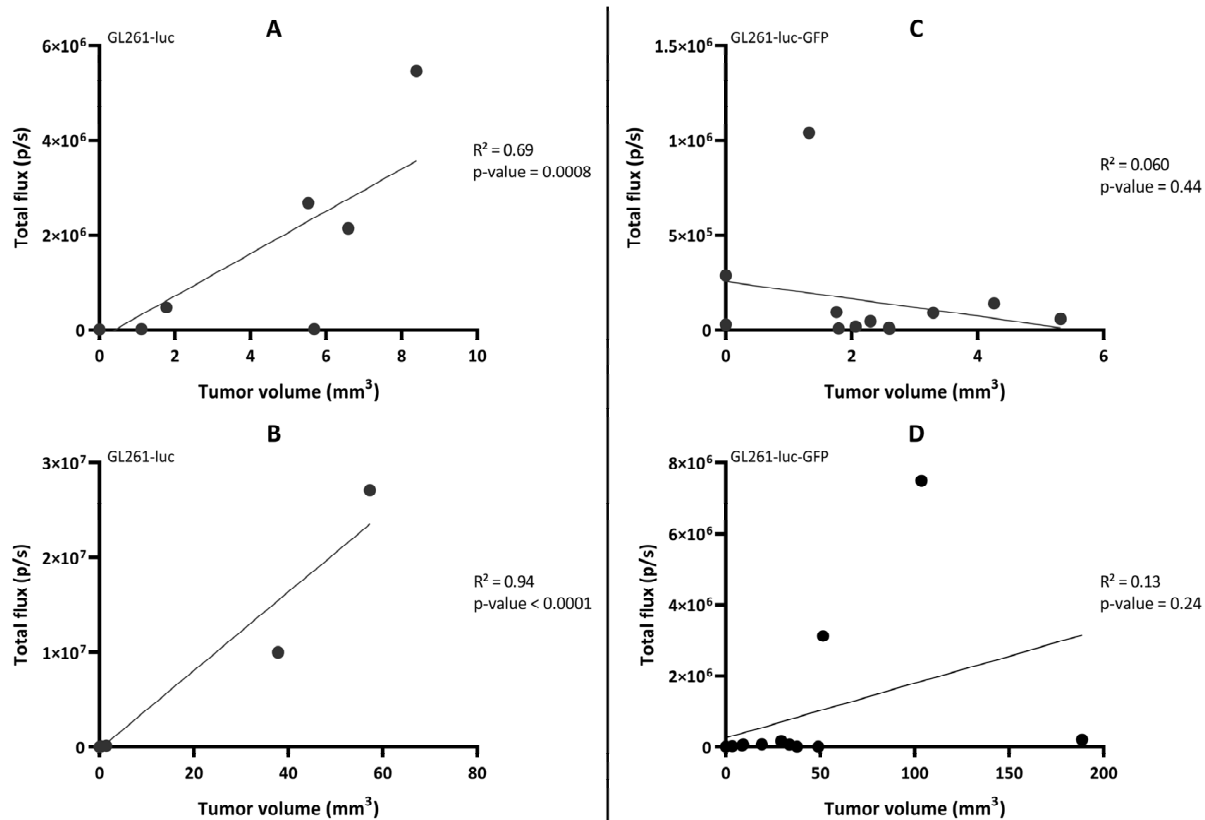 A
GL261-luc
6×10⁶
4×10⁶
2×10⁶
0
Total flux (p/s)
0 2 4 6 8 10
Tumor volume (mm³)
R² = 0.69
p-value = 0.0008
B
GL261-luc
3×10⁷
2×10⁷
1×10⁷
0
Total flux (p/s)
0 20 40 60 80
Tumor volume (mm³)
R² = 0.94
p-value < 0.0001
C
GL261-luc-GFP
1.5×10⁶
1×10⁶
5×10⁵
0
Total flux (p/s)
0 2 4 6
Tumor volume (mm³)
R² = 0.060
p-value = 0.44
D
GL261-luc-GFP
8×10⁶
6×10⁶
4×10⁶
2×10⁶
0
Total flux (p/s)
0 50 100 150 200
Tumor volume (mm³)
R² = 0.13
p-value = 0.24